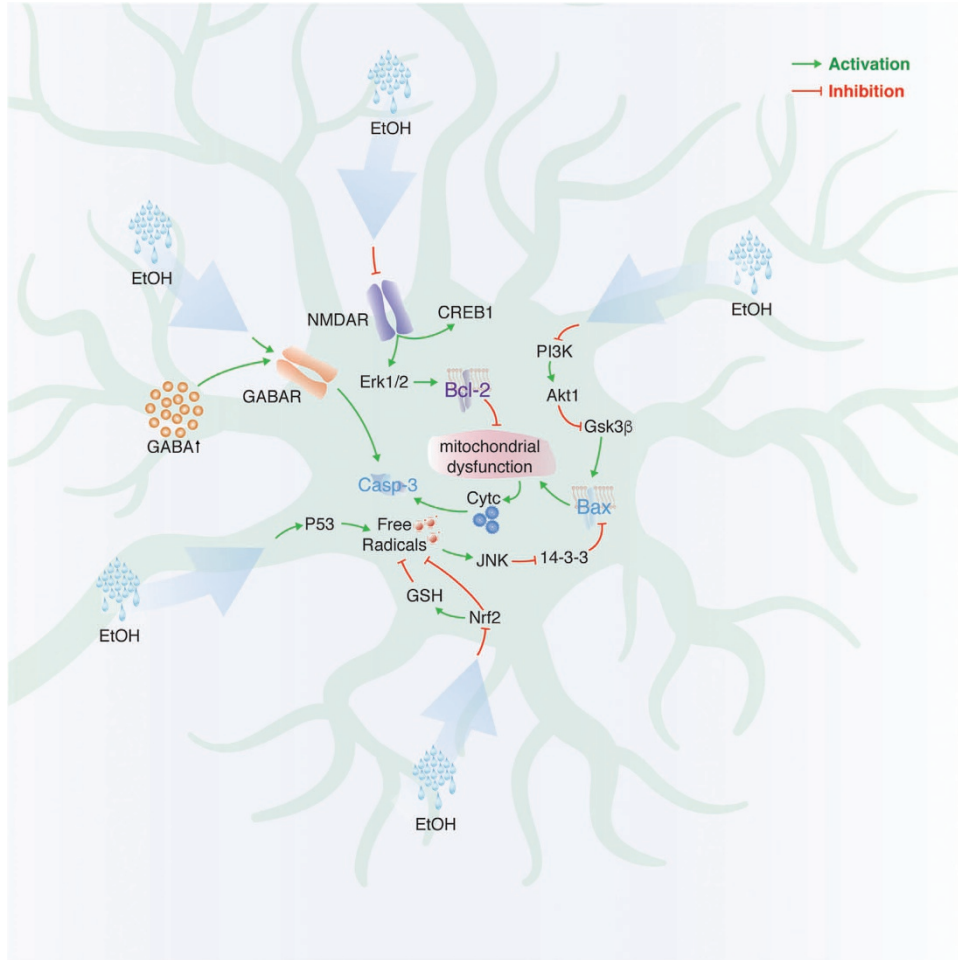 Activation
Inhibition
EtOH
EtOH
EtOH
NMDAR
CREB1
PI3K
GABAR
Erk1/2
Bcl-2
Akt1
GABA↑
Gsk3β
mitochondrial
dysfunction
Casp-3
Cytc
Bax
P53
Free
Radicals
JNK
14-3-3
GSH
Nrf2
EtOH
EtOH